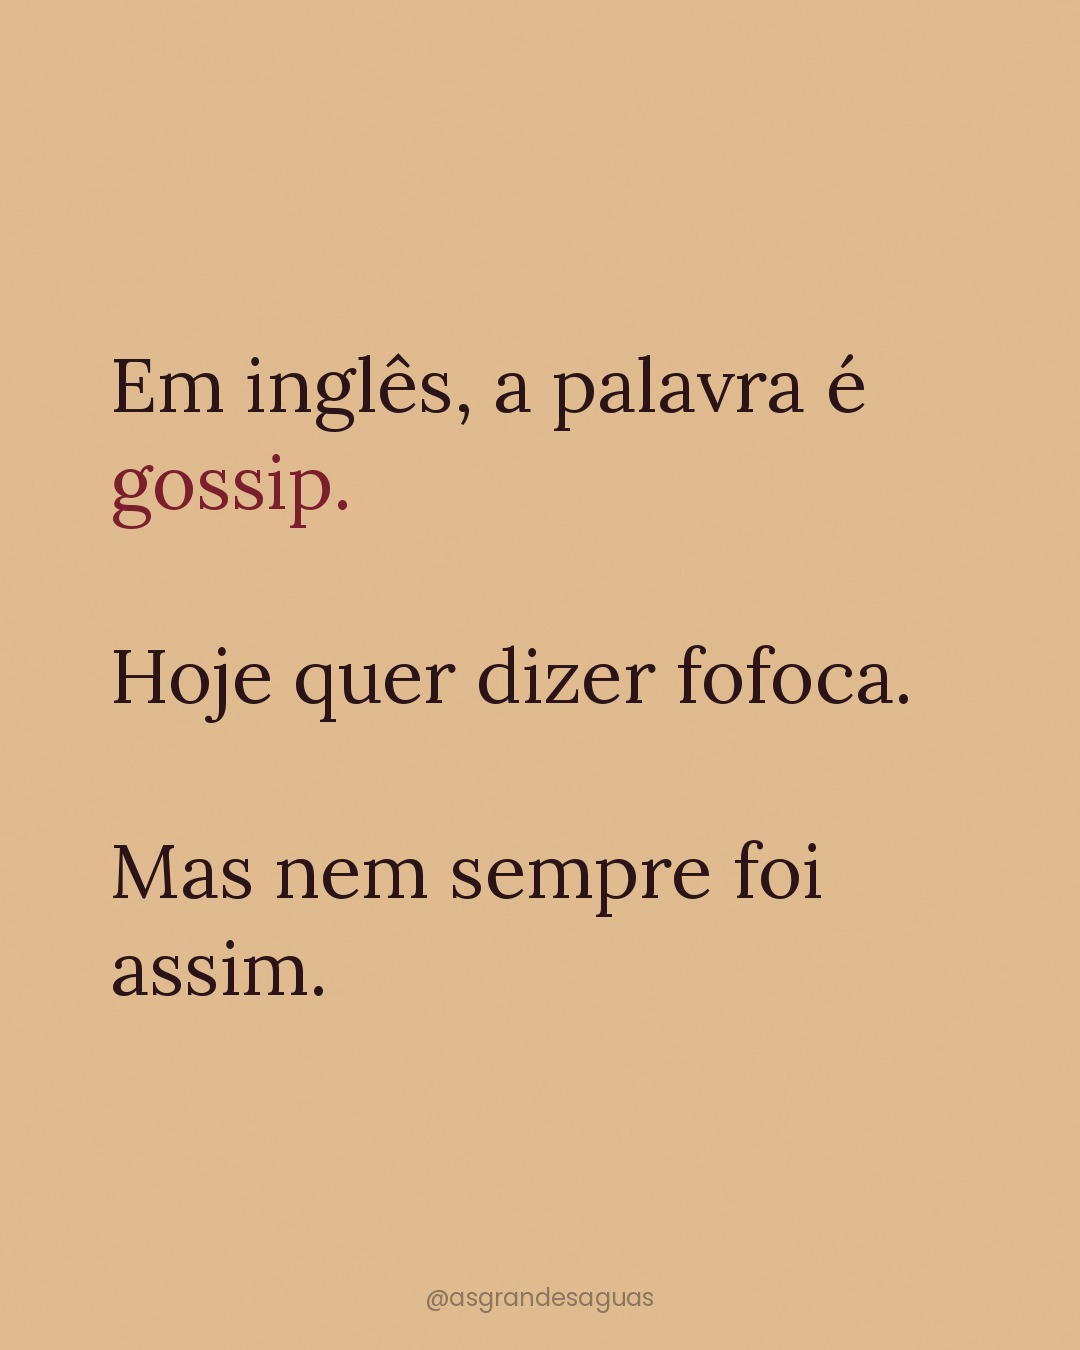 Em inglês, a palavra é
gossip.
Hoje quer dizer fofoca.
Mas nem sempre foi
assim.
@asgrandesaguas